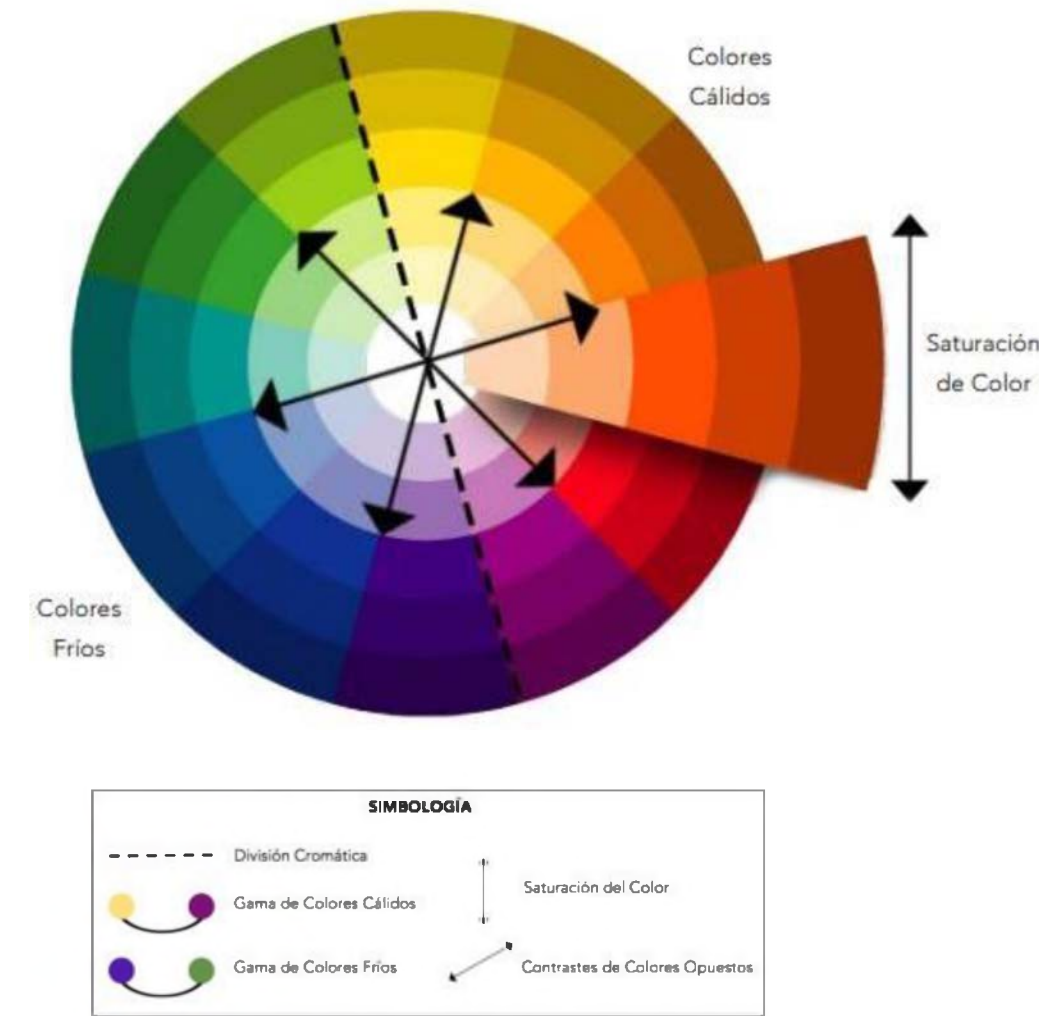 Colores
Cálidos
Saturación
de Color
Colores
Fríos
SIMBOLOGÍA
División Cromática
Gama de Colores Cálidos
Gama de Colores Fríos
Saturación del Color
Contrastes de Colores Opuestos